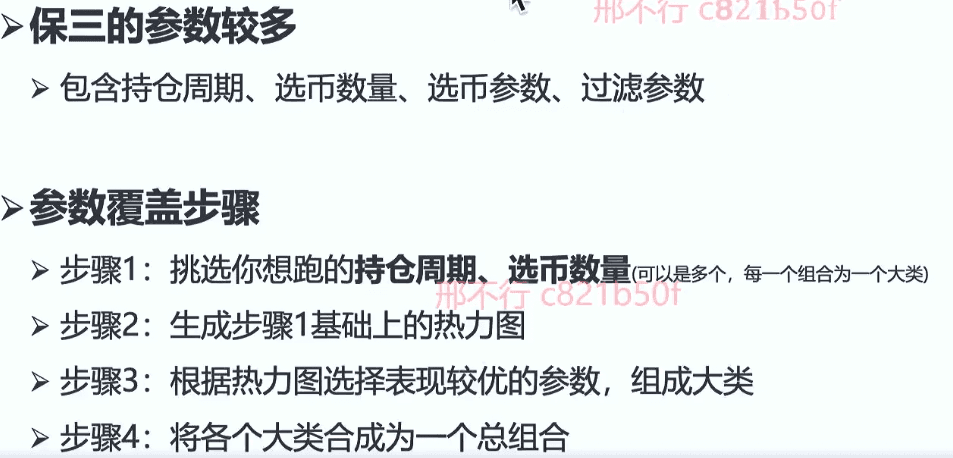 邢不行 c821b50f
保三的参数较多
包含持仓周期、选币数量、选币参数、过滤参数
参数覆盖步骤
步骤1：挑选你想跑的持仓周期、选币数量(可以是多个，每一个组合为一个大类)
邢不行 c821b50f
步骤2：生成步骤1基础上的热力图
步骤3：根据热力图选择表现较优的参数，组成大类
步骤4：将各个大类合成为一个总组合